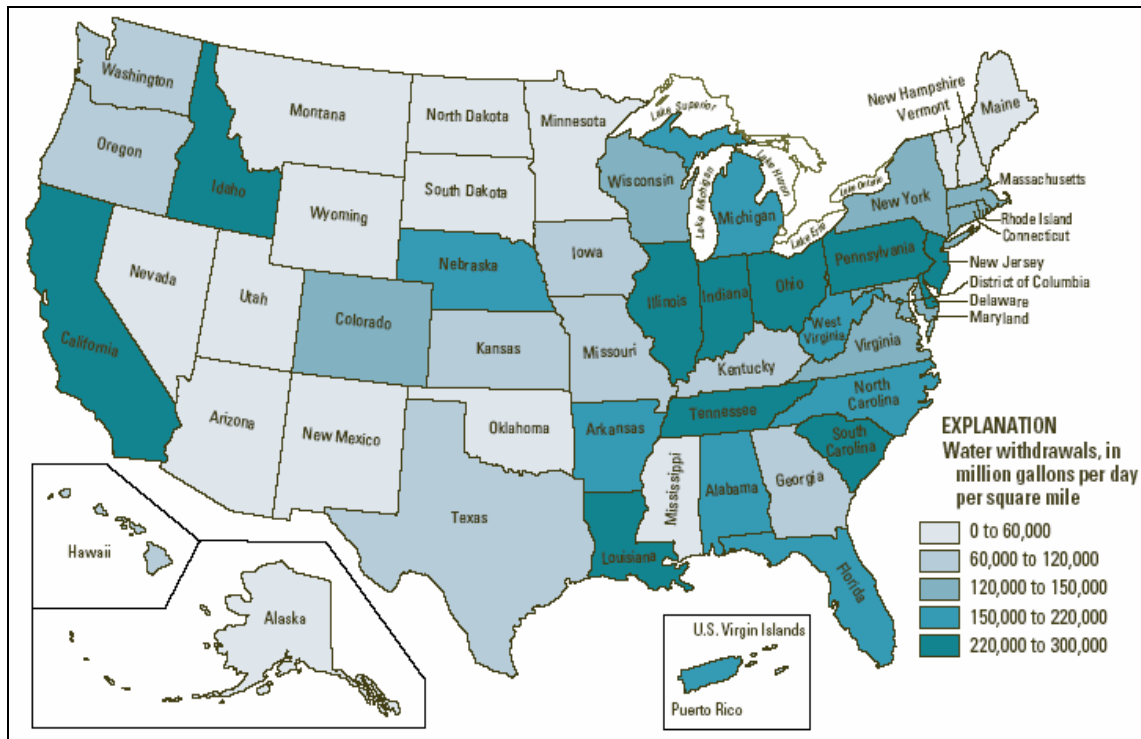 Washington
Oregon
California
Nevada
Idaho
Montana
Wyoming
Utah
Colorado
Arizona
New Mexico
North Dakota
South Dakota
Nebraska
Kansas
Oklahoma
Texas
Minnesota
Iowa
Missouri
Arkansas
Louisiana
Wisconsin
Illinois
Lake Superior
Lake Michigan
Lake Huron
Lake Erie
Lake Ontario
Michigan
Indiana
Ohio
Kentucky
Tennessee
Mississippi
Alabama
Georgia
Florida
South
Carolina
North
Carolina
Virginia
West
Virginia
Pennsylvania
New York
New Hampshire
Vermont
Maine
Massachusetts
Rhode Island
Connecticut
New Jersey
District of Columbia
Delaware
Maryland
Hawaii
Alaska
U.S. Virgin Islands
Puerto Rico
EXPLANATION
Water withdrawals, in
million gallons per day
per square mile
0 to 60,000
60,000 to 120,000
120,000 to 150,000
150,000 to 220,000
220,000 to 300,000